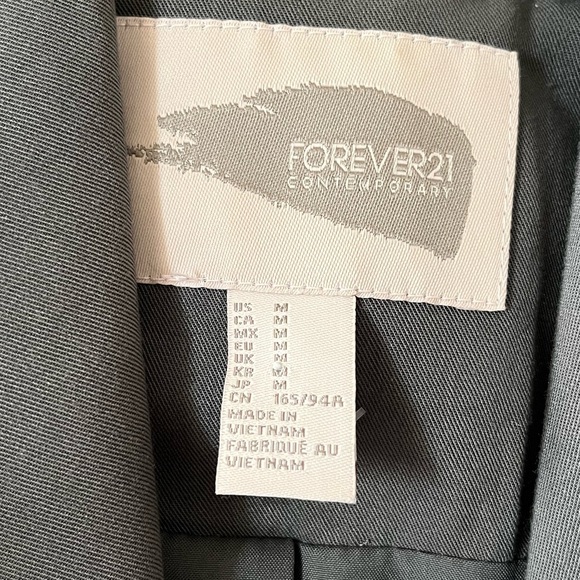 FOREVER21
CONTEMPORARY
US M
CA M
MX M
EU M
UK M
KR M
JP M
CN 165/94A
MADE IN
VIETNAM
FABRIQUÉ AU
VIETNAM